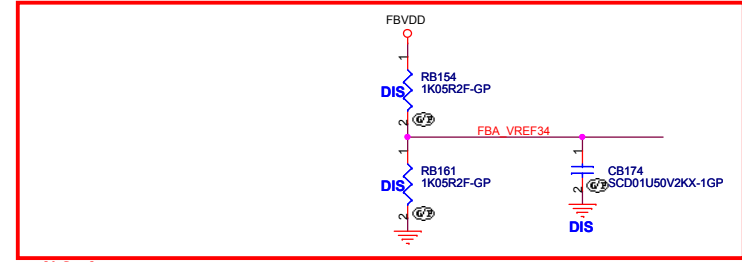 FBVDD
1
RB154
1K05R2F-GP
DIS
2
G/P
FBA_VREF34
1
RB161
1K05R2F-GP
DIS
2
G/P
1
CB174
SCD01U50V2KX-1GP
2
G/P
DIS